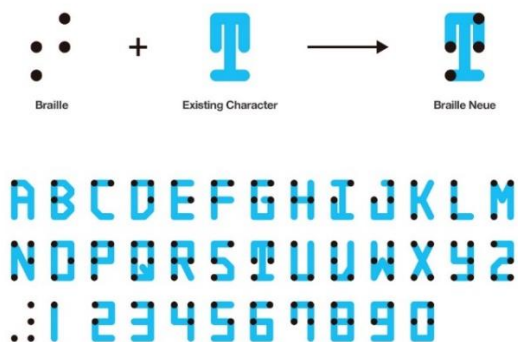 + T T
Braille Existing Character Braille Neue
A B C D E F G H I J K L M
N O P Q R S T U V W X Y Z
1 2 3 4 5 6 7 8 9 0